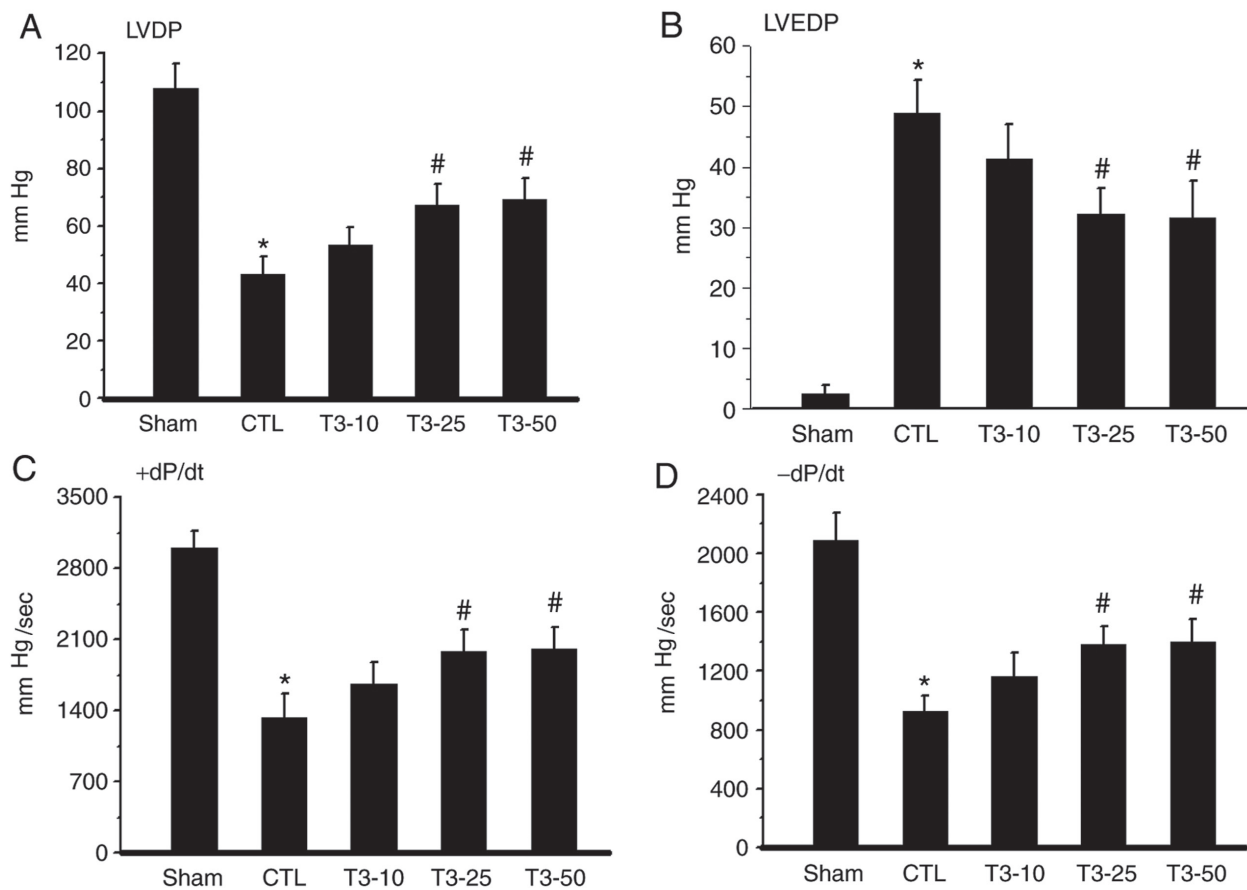 A
LVDP
120
100
80
60
40
20
0
mm Hg
*
#
#
Sham CTL T3-10 T3-25 T3-50
B
LVEDP
60
50
40
30
20
10
0
mm Hg
*
#
#
Sham CTL T3-10 T3-25 T3-50
C
+dP/dt
3500
2800
2100
1400
700
0
mm Hg/sec
*
#
#
Sham CTL T3-10 T3-25 T3-50
D
–dP/dt
2400
2000
1600
1200
800
400
0
mm Hg/sec
*
#
#
Sham CTL T3-10 T3-25 T3-50